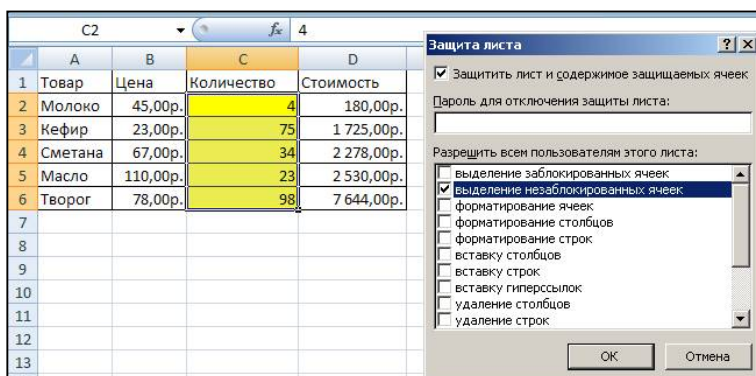 C2 fx 4
A B C D
1 Товар Цена Количество Стоимость
2 Молоко 45,00р. 4 180,00р.
3 Кефир 23,00р. 75 1 725,00р.
4 Сметана 67,00р. 34 2 278,00р.
5 Масло 110,00р. 23 2 530,00р.
6 Творог 78,00р. 98 7 644,00р.
7
8
9
10
11
12
13
Защита листа
Защитить лист и содержимое защищаемых ячеек
Пароль для отключения защиты листа:
Разрешить всем пользователям этого листа:
выделение заблокированных ячеек
выделение незаблокированных ячеек
форматирование ячеек
форматирование столбцов
форматирование строк
вставку столбцов
вставку строк
вставку гиперссылок
удаление столбцов
удаление строк
ОК Отмена